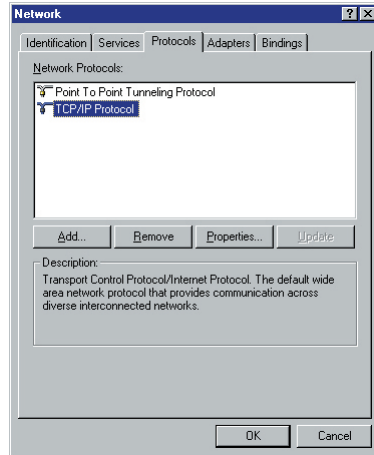 Network
Identification Services Protocols Adapters Bindings
Network Protocols:
Point To Point Tunneling Protocol
TCP/IP Protocol
Add... Remove Properties... Update
Description:
Transport Control Protocol/Internet Protocol. The default wide
area network protocol that provides communication across
diverse interconnected networks.
OK Cancel